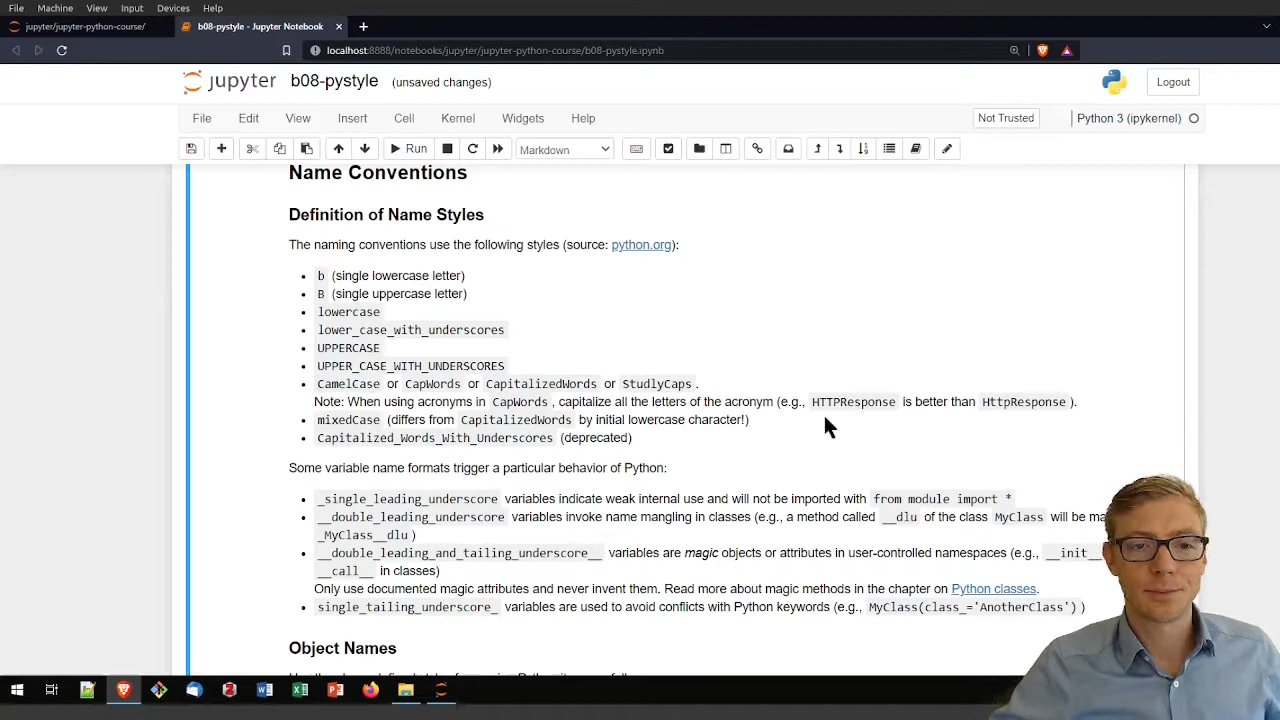 File Machine View Input Devices Help
jupyter/jupyter-python-course/ b08-pystyle - Jupyter Notebook
localhost:8888/notebooks/jupyter/jupyter-python-course/b08-pystyle.ipynb
jupyter b08-pystyle (unsaved changes) Logout
File Edit View Insert Cell Kernel Widgets Help Not Trusted Python 3 (ipykernel)
Run Markdown
Name Conventions
Definition of Name Styles
The naming conventions use the following styles (source: python.org):
• b (single lowercase letter)
• B (single uppercase letter)
• lowercase
• lower_case_with_underscores
• UPPERCASE
• UPPER_CASE_WITH_UNDERSCORES
• CamelCase or CapWords or CapitalizedWords or StudlyCaps .
Note: When using acronyms in CapWords , capitalize all the letters of the acronym (e.g., HTTPResponse is better than HttpResponse ).
• mixedCase (differs from CapitalizedWords by initial lowercase character!)
• Capitalized_Words_With_Underscores (deprecated)
Some variable name formats trigger a particular behavior of Python:
• _single_leading_underscore variables indicate weak internal use and will not be imported with from module import *
• __double_leading_underscore variables invoke name mangling in classes (e.g., a method called __dlu of the class MyClass will be
_MyClass__dlu )
• __double_leading_and_tailing_underscore__ variables are magic objects or attributes in user-controlled namespaces (e.g., __init__
__call__ in classes)
Only use documented magic attributes and never invent them. Read more about magic methods in the chapter on Python classes.
• single_tailing_underscore_ variables are used to avoid conflicts with Python keywords (e.g., MyClass(class_='AnotherClass') )
Object Names